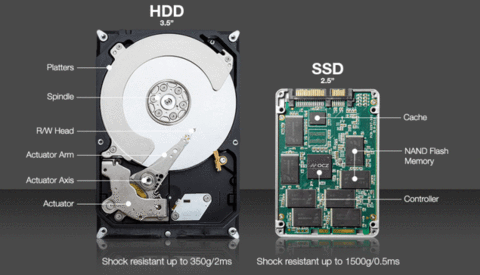 HDD
3.5"
SSD
2.5"
Platters
Spindle
R/W Head
Actuator Arm
Actuator Axis
Actuator
Cache
NAND Flash
Memory
Controller
OCZ
Shock resistant up to 350g/2ms
Shock resistant up to 1500g/0.5ms